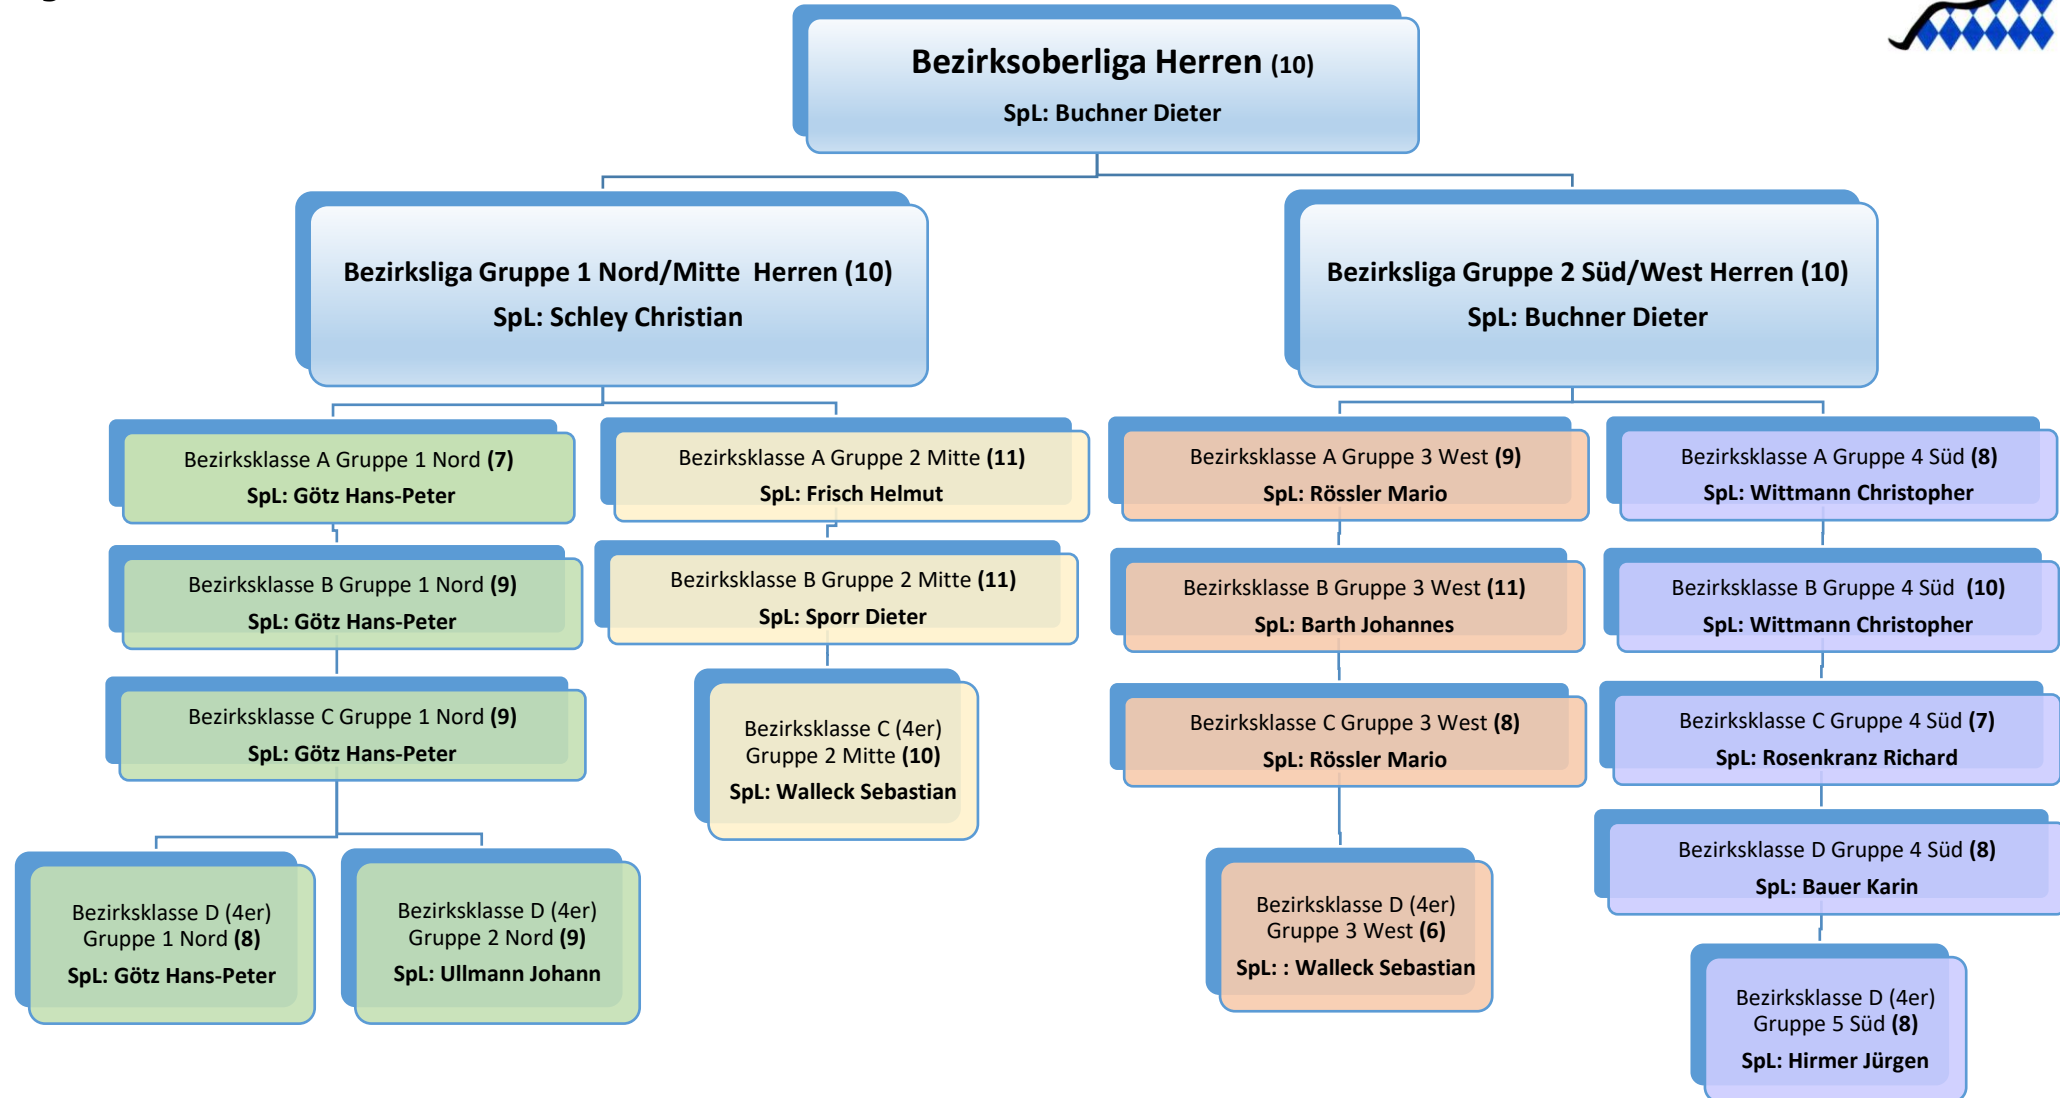 Bezirksoberliga Herren (10)
SpL: Buchner Dieter
Bezirksliga Gruppe 1 Nord/Mitte  Herren (10)
SpL: Schley Christian
Bezirksliga Gruppe 2 Süd/West Herren (10)
SpL: Buchner Dieter
Bezirksklasse A Gruppe 1 Nord (7)
SpL: Götz Hans-Peter
Bezirksklasse A Gruppe 2 Mitte (11)
SpL: Frisch Helmut
Bezirksklasse A Gruppe 3 West (9)
SpL: Rössler Mario
Bezirksklasse A Gruppe 4 Süd (8)
SpL: Wittmann Christopher
Bezirksklasse B Gruppe 1 Nord (9)
SpL: Götz Hans-Peter
Bezirksklasse B Gruppe 2 Mitte (11)
SpL: Sporr Dieter
Bezirksklasse B Gruppe 3 West (11)
SpL: Barth Johannes
Bezirksklasse B Gruppe 4 Süd  (10)
SpL: Wittmann Christopher
Bezirksklasse C Gruppe 1 Nord (9)
SpL: Götz Hans-Peter
Bezirksklasse C (4er)
Gruppe 2 Mitte (10)
SpL: Walleck Sebastian
Bezirksklasse C Gruppe 3 West (8)
SpL: Rössler Mario
Bezirksklasse C Gruppe 4 Süd (7)
SpL: Rosenkranz Richard
Bezirksklasse D Gruppe 4 Süd (8)
SpL: Bauer Karin
Bezirksklasse D (4er)
Gruppe 1 Nord (8)
SpL: Götz Hans-Peter
Bezirksklasse D (4er)
Gruppe 2 Nord (9)
SpL: Ullmann Johann
Bezirksklasse D (4er)
Gruppe 3 West (6)
SpL: : Walleck Sebastian
Bezirksklasse D (4er)
Gruppe 5 Süd (8)
SpL: Hirmer Jürgen